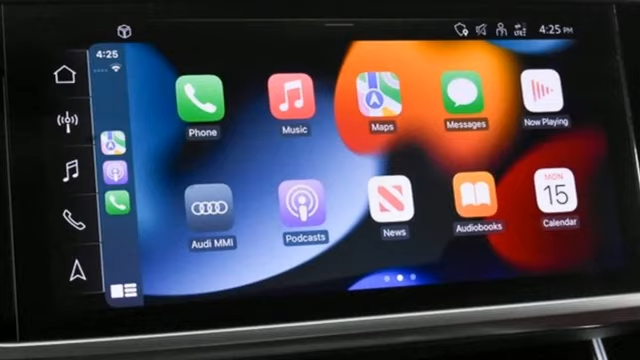 4:25 PM
4:25
Phone
Music
Maps
Messages
Now Playing
MON
15
Audi MMI
Podcasts
News
Audiobooks
Calendar